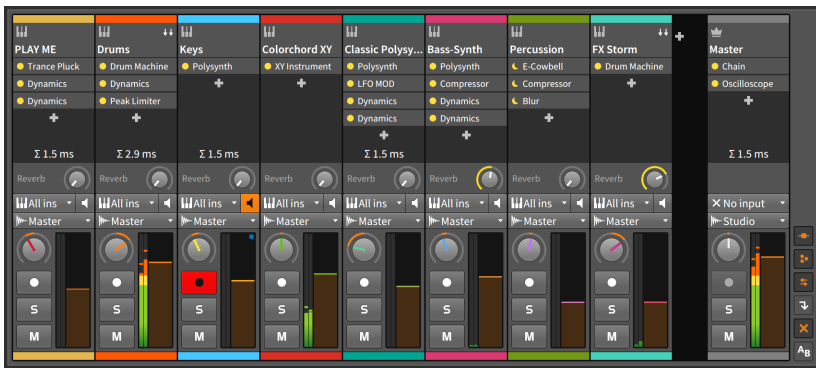 PLAY ME Drums Keys Colorchord XY Classic Polysy... Bass-Synth Percussion FX Storm Master
Trance Pluck Drum Machine Polysynth XY Instrument Polysynth Polysynth E-Cowbell Drum Machine Chain
Dynamics Dynamics LFO MOD Compressor Compressor Oscilloscope
Dynamics Peak Limiter Dynamics Dynamics Blur
Dynamics Dynamics
Σ 1.5 ms Σ 2.9 ms Σ 1.5 ms Σ 1.5 ms Σ 1.5 ms
Reverb Reverb Reverb Reverb Reverb Reverb Reverb Reverb
All ins All ins All ins All ins All ins All ins All ins All ins No input
Master Master Master Master Master Master Master Master Studio
S S S S S S S S S
M M M M M M M M M
AB